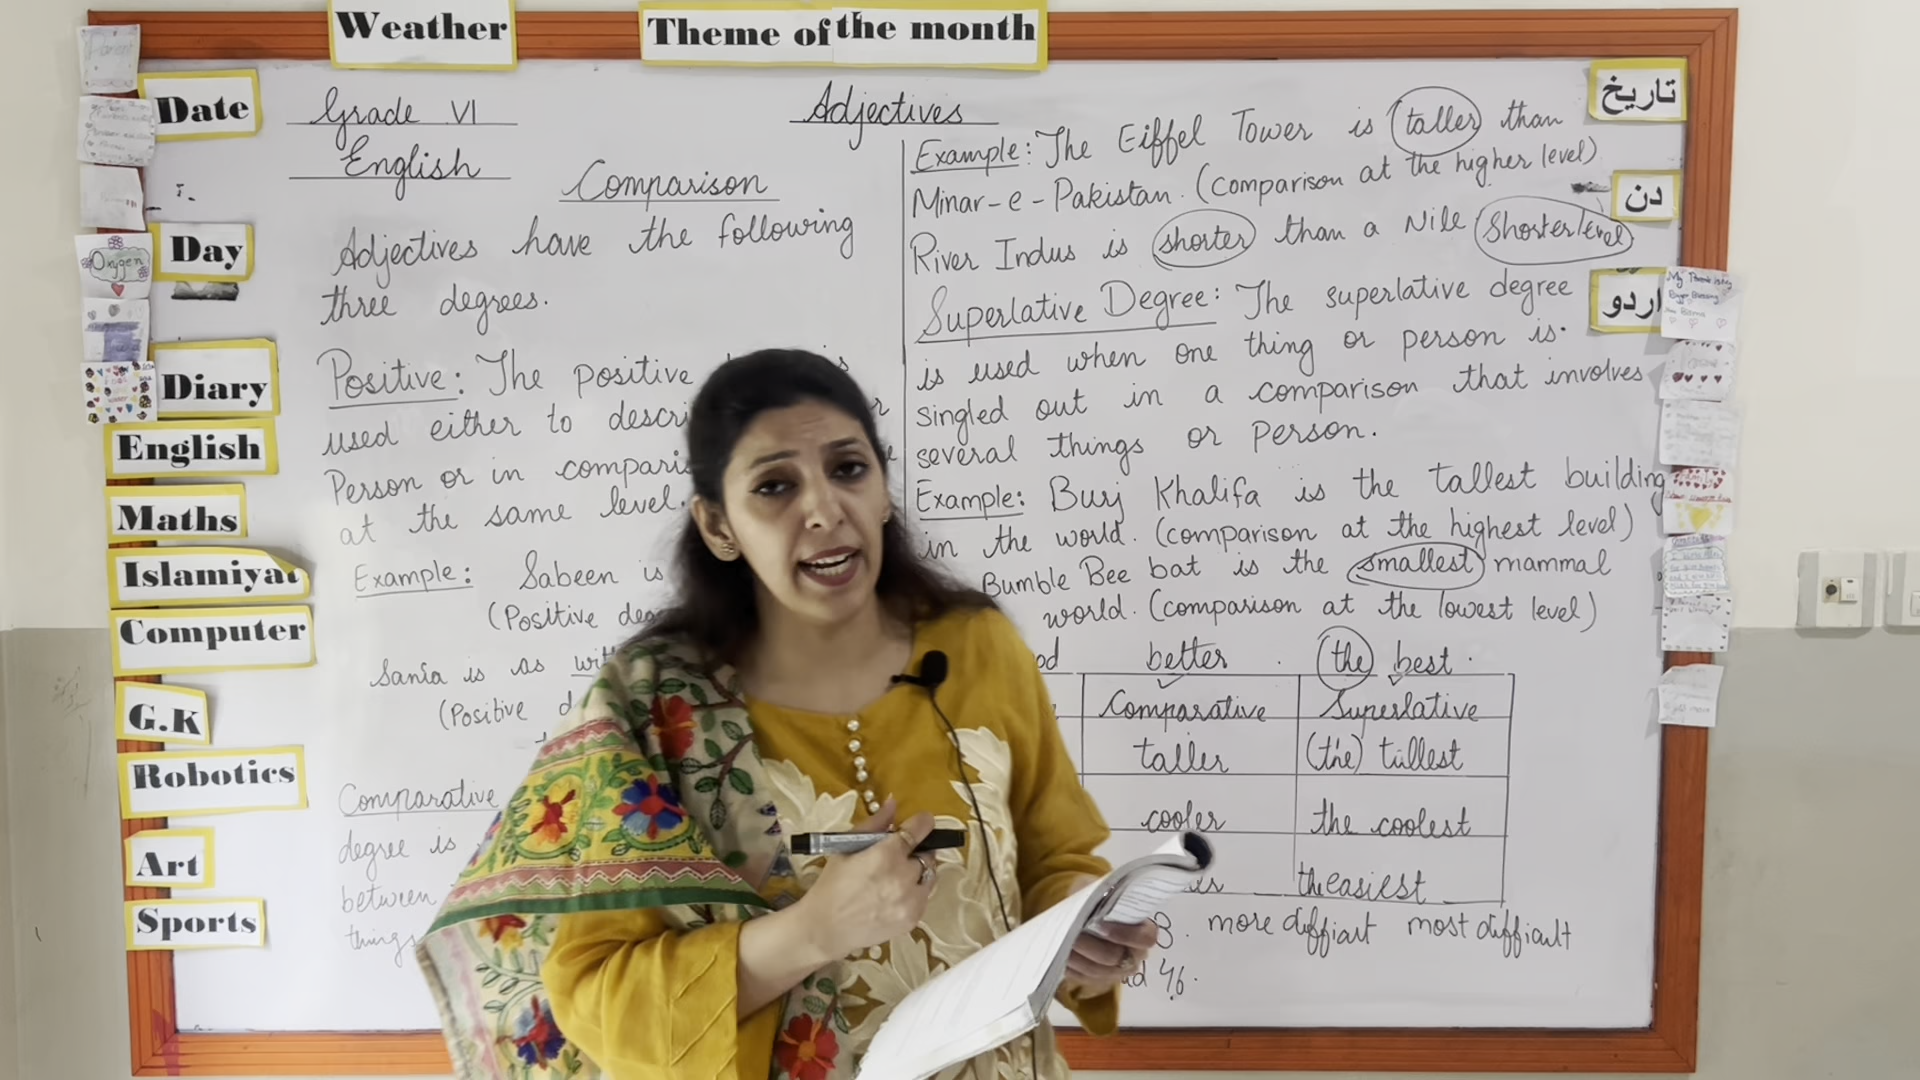 Weather
Theme of the month
Date
Day
Diary
English
Maths
Islamiyat
Computer
G.K
Robotics
Art
Sports
Oxygen
Grade VI
English
Adjectives
Comparison
Adjectives have the following
three degrees.
Positive: The positive is
used either to descri
Person or in comparis
at the same level.
Example: Sabeen is
(Positive deg
Sania is as wit
(Positive d
Comparative
degree is
between
things
Example: The Eiffel Tower is taller than
Minar-e-Pakistan. (comparison at the higher level)
River Indus is shorter than a Nile Shorter level
Superlative Degree: The superlative degree
is used when one thing or person is
singled out in a comparison that involves
several things or person.
Example: Burj Khalifa is the tallest building
in the world. (comparison at the highest level)
Bumble Bee bat is the smallest mammal
world. (comparison at the lowest level)
od better (the) best
Comparative Superlative
taller (the) tallest
cooler the coolest
the easiest
3. more difficult most difficult
تاریخ
دن
اردو